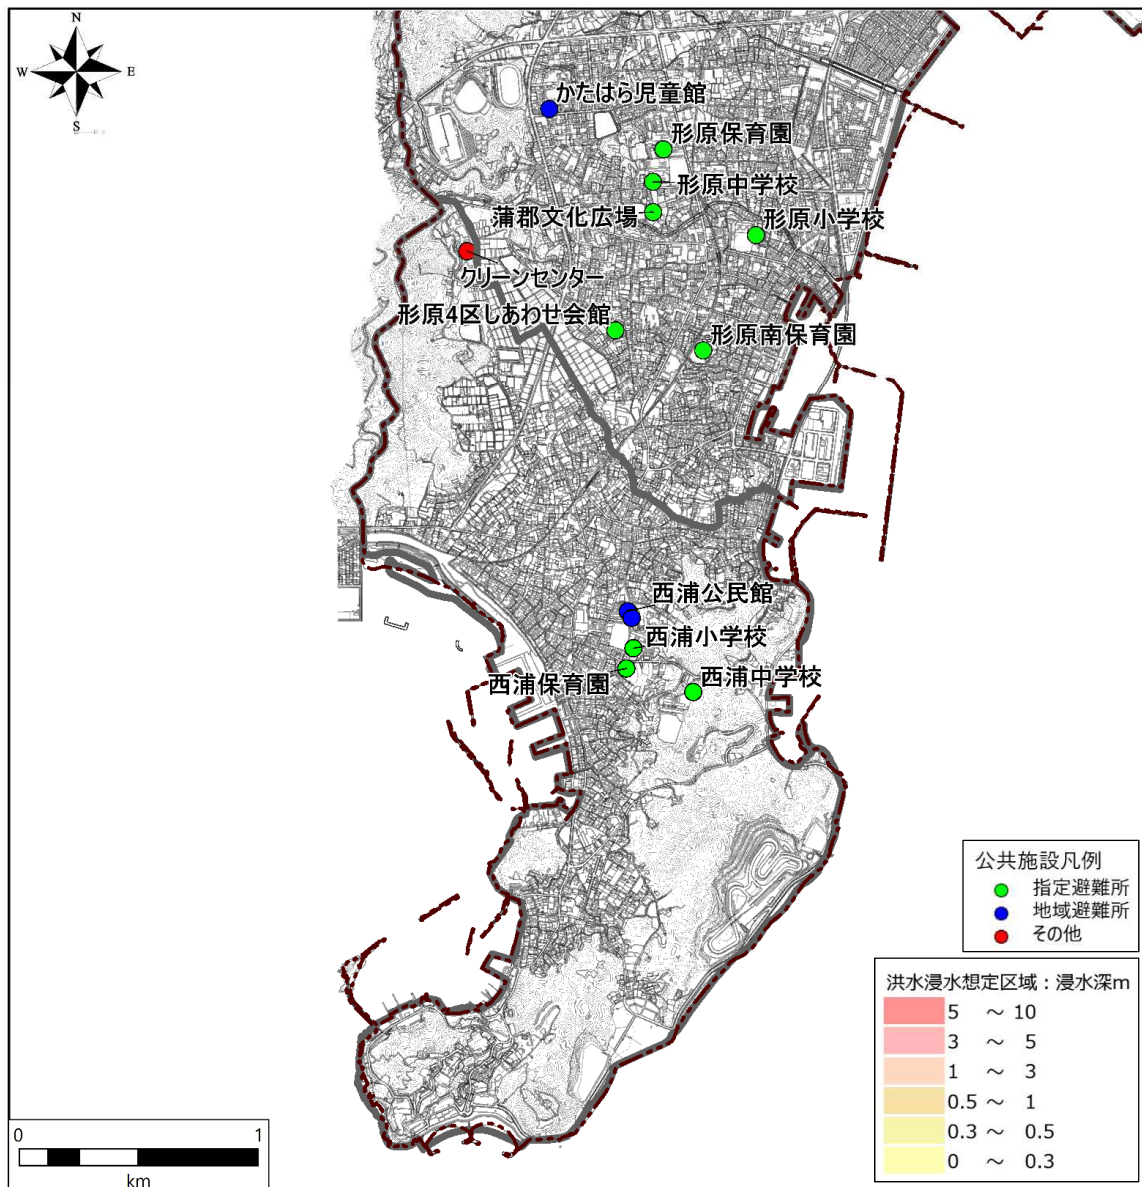 N
W
E
S
かたはら児童館
形原保育園
形原中学校
蒲郡文化広場
形原小学校
クリーンセンター
形原4区しあわせ会館
形原南保育園
西浦公民館
西浦小学校
西浦保育園
西浦中学校
公共施設凡例
指定避難所
地域避難所
その他
洪水浸水想定区域：浸水深m
5 ～ 10
3 ～ 5
1 ～ 3
0.5 ～ 1
0.3 ～ 0.5
0 ～ 0.3
0 1
km